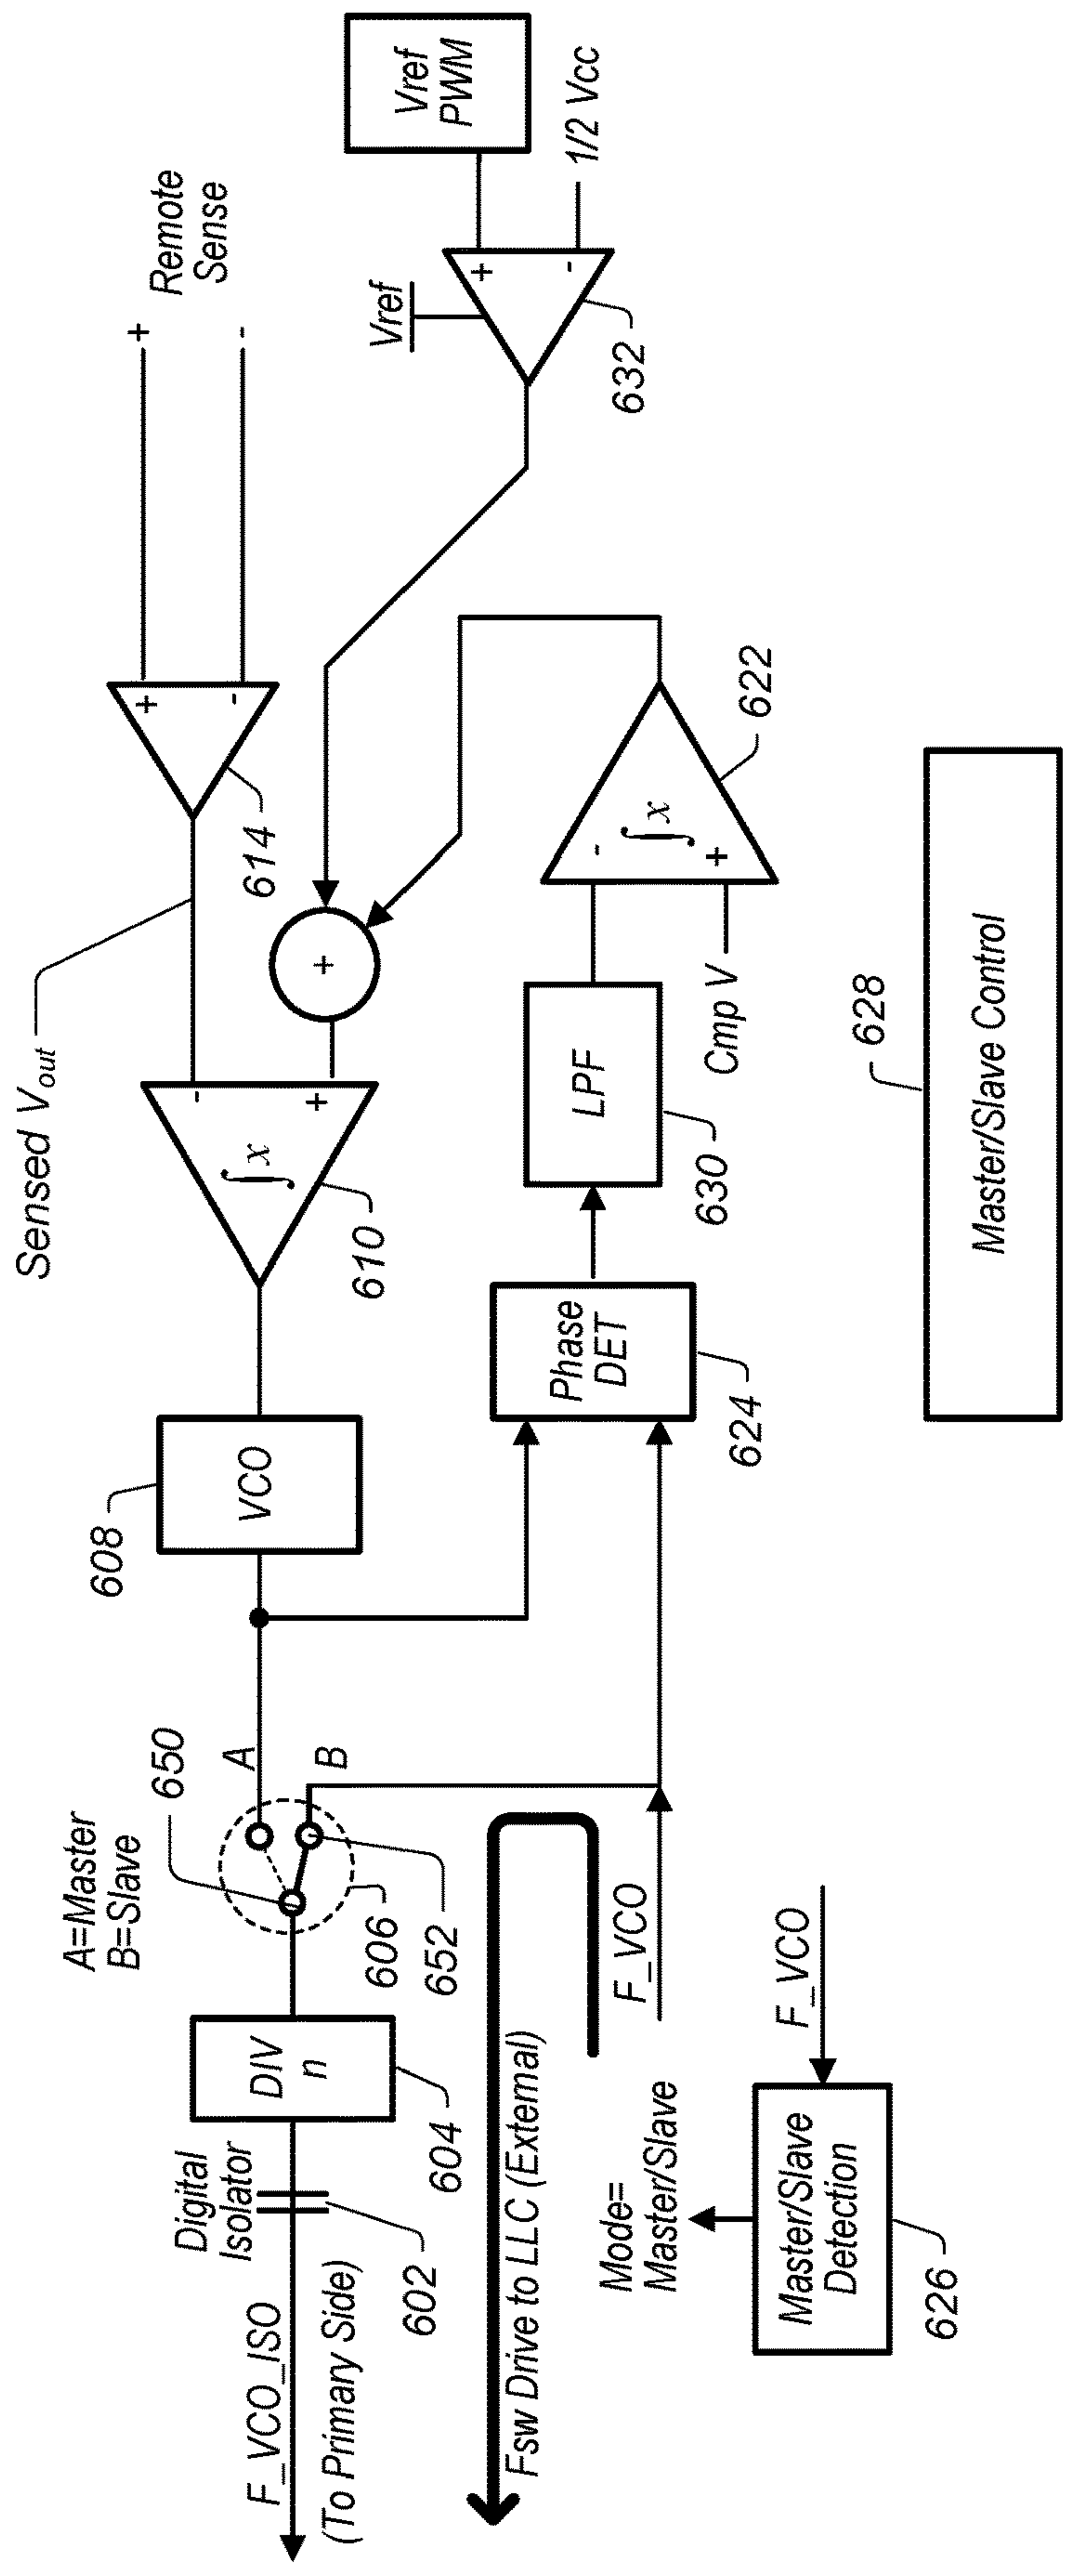 A=Master
B=Slave
650
A
B
606
652
608
VCO
Sensed Vout
610
∫x
-
+
614
+
-
+
-
Remote
Sense
+
Vref
PWM
Vref
+
-
1/2 Vcc
632
Digital
Isolator
602
DIV
n
604
F_VCO_ISO
(To Primary Side)
Fsw Drive to LLC (External)
F_VCO
Phase
DET
624
LPF
630
Cmp V
-
+
∫x
622
Mode=
Master/Slave
Master/Slave
Detection
626
F_VCO
628
Master/Slave Control